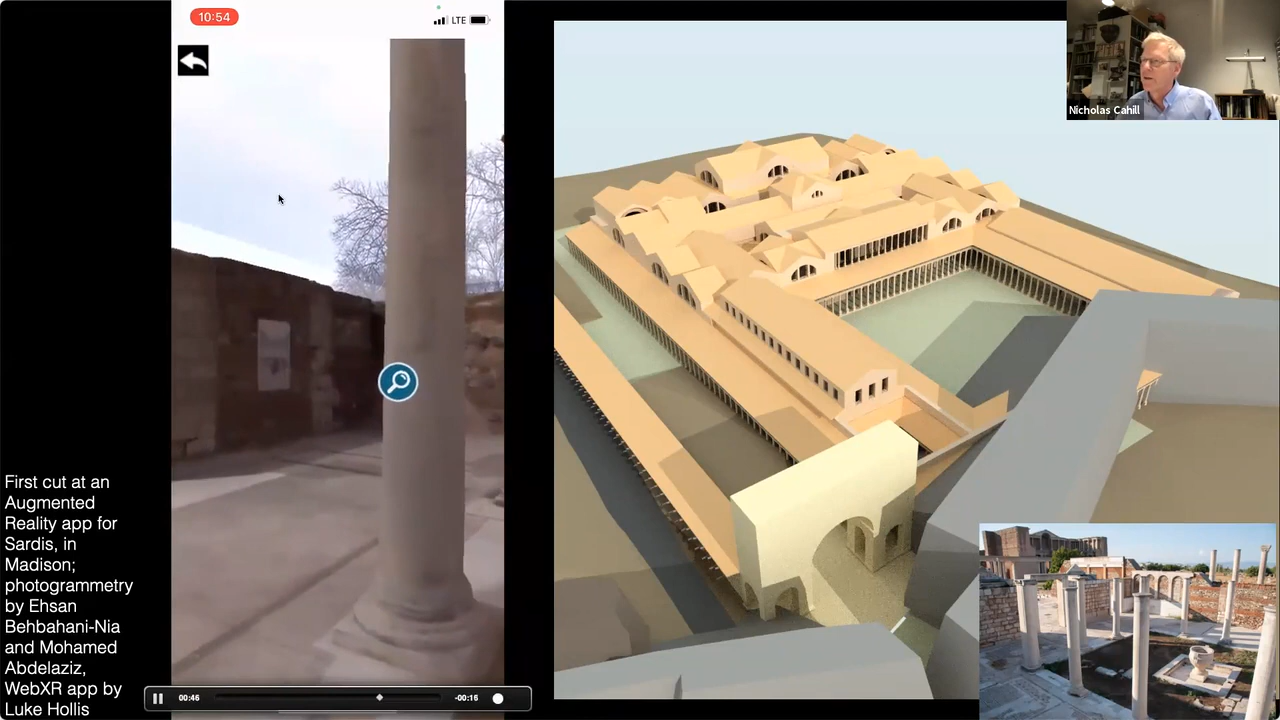 10:54
LTE
Nicholas Cahill
First cut at an
Augmented
Reality app for
Sardis, in
Madison;
photogrammetry
by Ehsan
Behbahani-Nia
and Mohamed
Abdelaziz,
WebXR app by
Luke Hollis
00:46
-00:16